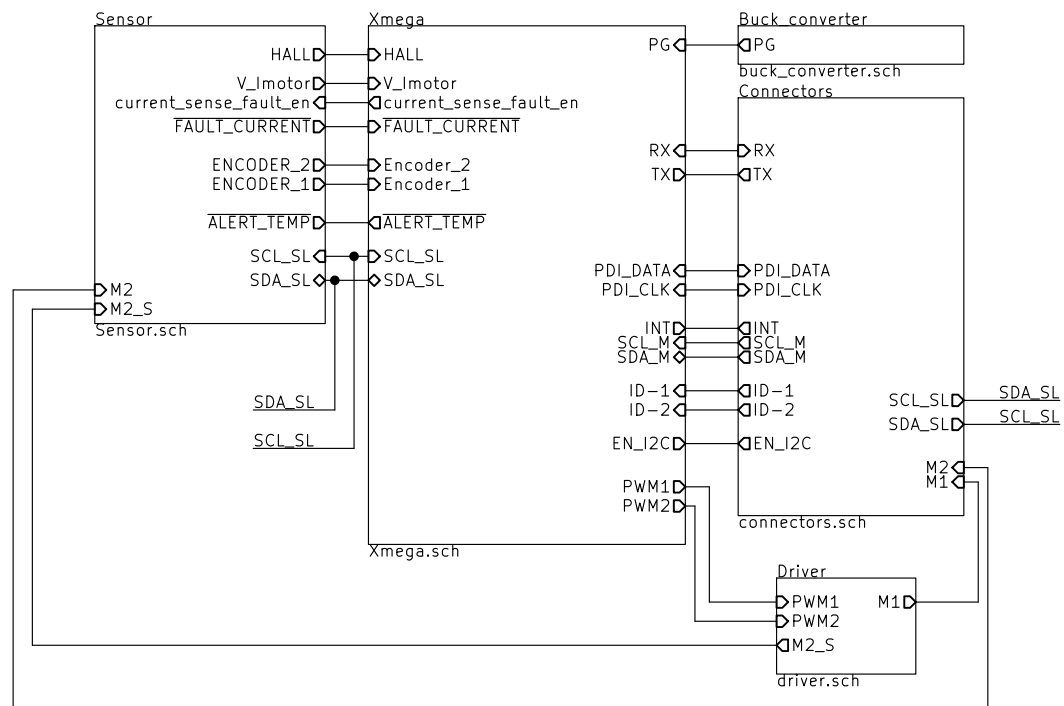 Sensor
HALL
V_Imotor
current_sense_fault_en
FAULT_CURRENT
ENCODER_2
ENCODER_1
ALERT_TEMP
SCL_SL
SDA_SL
M2
M2_S
Sensor.sch
SDA_SL
SCL_SL
Xmega
HALL
V_Imotor
current_sense_fault_en
FAULT_CURRENT
Encoder_2
Encoder_1
ALERT_TEMP
SCL_SL
SDA_SL
PG
RX
TX
PDI_DATA
PDI_CLK
INT
SCL_M
SDA_M
ID-1
ID-2
EN_I2C
PWM1
PWM2
Xmega.sch
Buck_converter
PG
buck_converter.sch
Connectors
RX
TX
PDI_DATA
PDI_CLK
INT
SCL_M
SDA_M
ID-1
ID-2
EN_I2C
SCL_SL
SDA_SL
M2
M1
connectors.sch
SDA_SL
SCL_SL
Driver
PWM1
PWM2
M2_S
M1
driver.sch